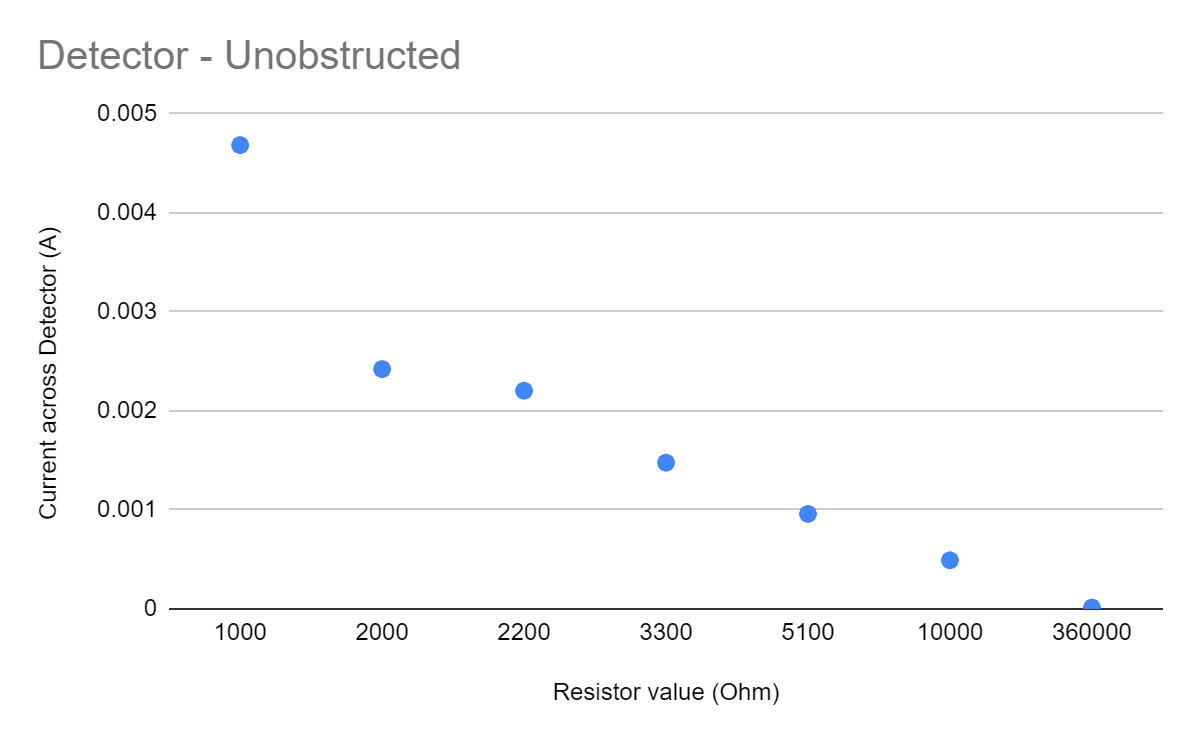 Detector - Unobstructed
0.005
0.004
0.003
0.002
0.001
0
Current across Detector (A)
1000 2000 2200 3300 5100 10000 360000
Resistor value (Ohm)